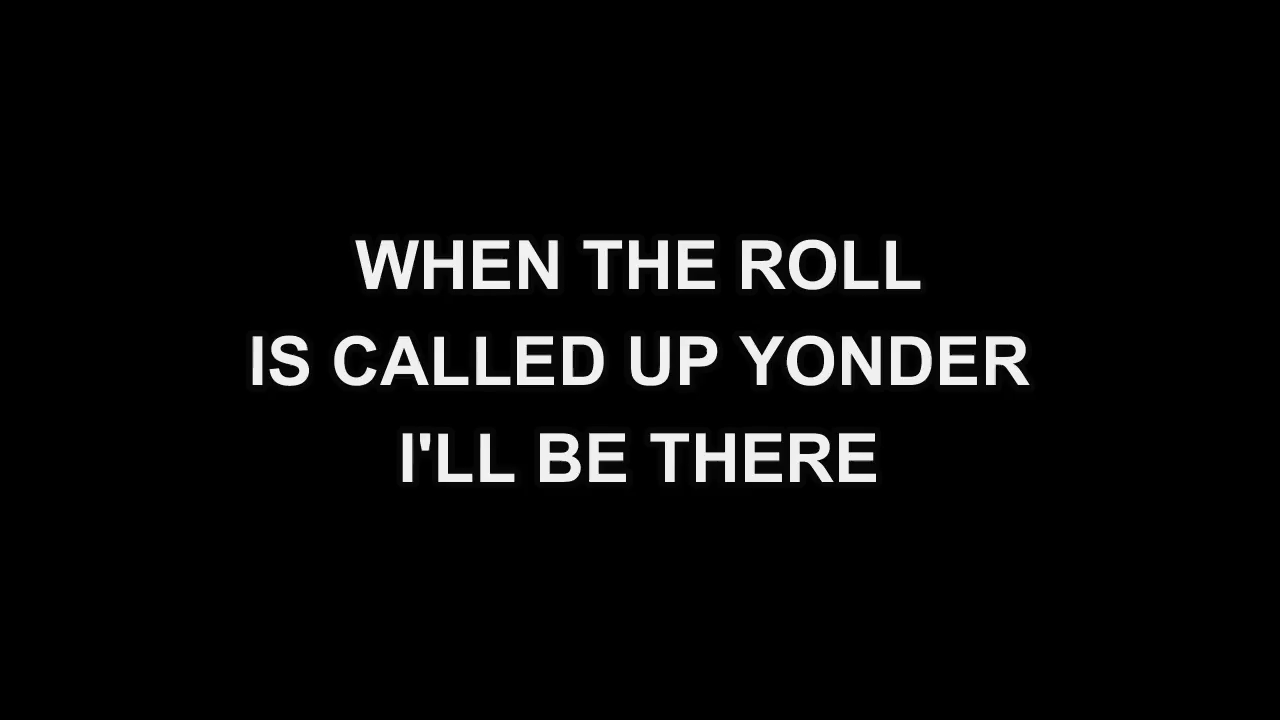 WHEN THE ROLL
IS CALLED UP YONDER
I'LL BE THERE